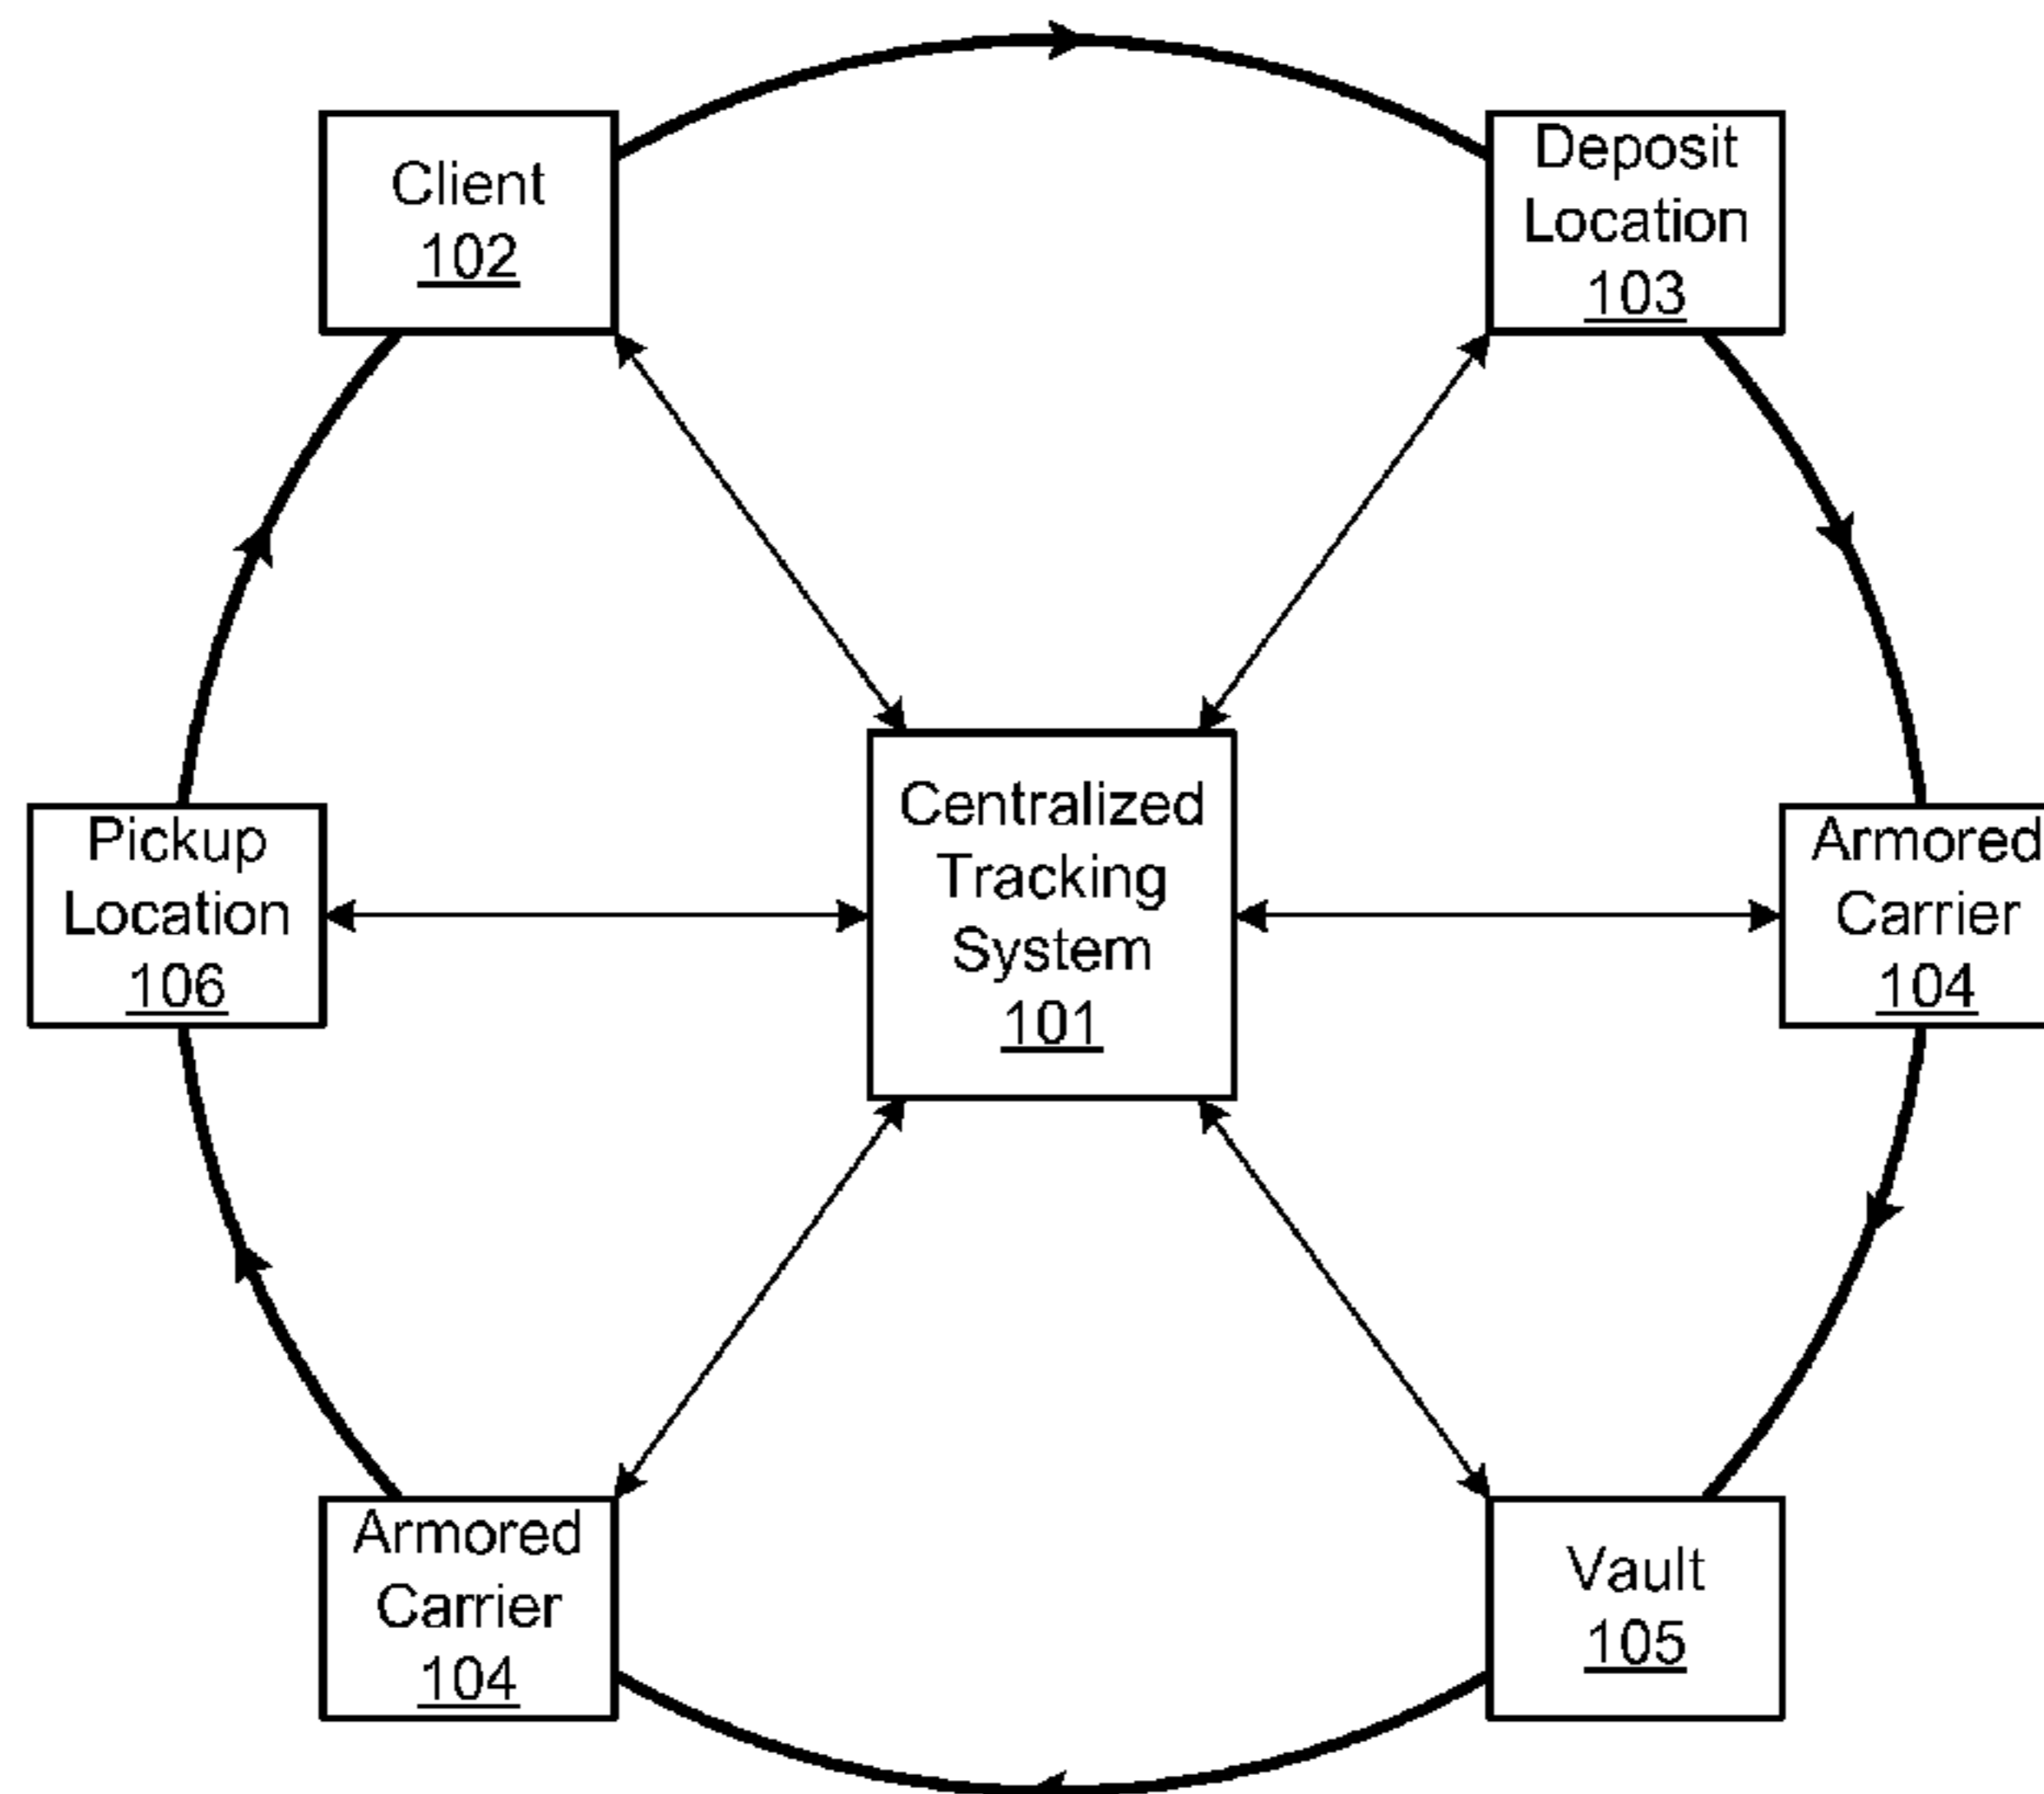 Client
102
Deposit
Location
103
Pickup
Location
106
Centralized
Tracking
System
101
Armored
Carrier
104
Armored
Carrier
104
Vault
105